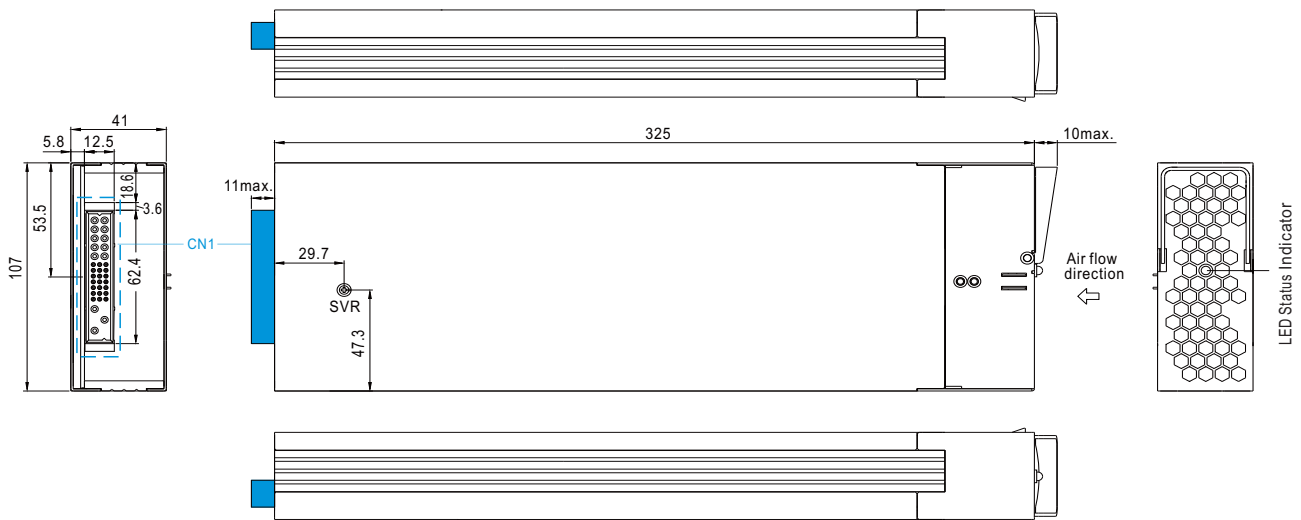 41
5.8
12.5
325
10max.
18.6
3.6
11max.
53.5
CN1
29.7
107
62.4
SVR
47.3
Air flow
direction
LED Status Indicator